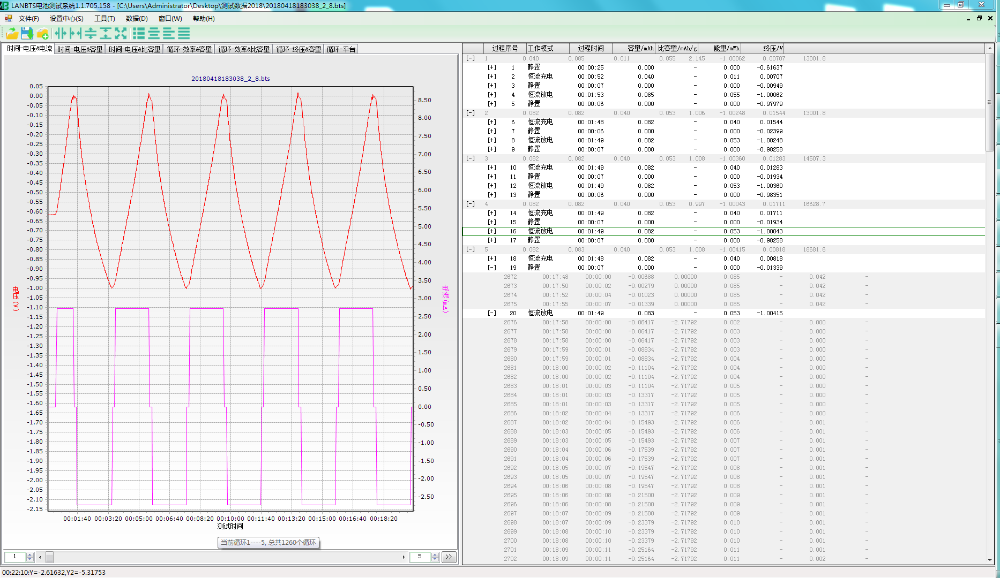 LANBTS电池测试系统1.1.705.158 - [C:\Users\Administrator\Desktop\测试数据2018\20180418183038_2_8.bts]
文件(F) 设置中心(S) 工具(T) 数据(D) 窗口(W) 帮助(H)
时间-电压&电流 时间-电压&容量 时间-电压&比容量 循环-效率&容量 循环-效率&比容量 循环-终压&容量 循环-平台
20180418183038_2_8.bts
0.05
0.00
-0.05
-0.10
-0.15
-0.20
-0.25
-0.30
-0.35
-0.40
-0.45
-0.50
-0.55
-0.60
-0.65
-0.70
-0.75
-0.80
-0.85
-0.90
-0.95
-1.00
-1.05
-1.10
-1.15
-1.20
-1.25
-1.30
-1.35
-1.40
-1.45
-1.50
-1.55
-1.60
-1.65
-1.70
-1.75
-1.80
-1.85
-1.90
-1.95
-2.00
-2.05
-2.10
-2.15
电压(A)
8.50
8.00
7.50
7.00
6.50
6.00
5.50
5.00
4.50
4.00
3.50
3.00
2.50
2.00
1.50
1.00
0.50
0.00
-0.50
-1.00
-1.50
-2.00
-2.50
电流(mA)
00:01:40 00:03:20 00:05:00 00:06:40 00:08:20 00:10:00 00:11:40 00:13:20 00:15:00 00:16:40 00:18:20
测试时间
当前循环1----5, 总共1260个循环
1 5 >>
00:22:10:Y=-2.61632,Y2=-5.31753
过程序号 工作模式 过程时间 容量/mAh 比容量/mAh/g 能量/mWh 终压/V
[-] 1 0.040 0.085 0.011 0.055 2.145 -1.00062 0.00707 13001.8
[+] 1 静置 00:00:25 0.000 - 0.000 -0.61637
[+] 2 恒流充电 00:00:52 0.040 - 0.011 0.00707
[+] 3 静置 00:00:07 0.000 - 0.000 -0.00949
[+] 4 恒流放电 00:01:53 0.085 - 0.055 -1.00062
[+] 5 静置 00:00:06 0.000 - 0.000 -0.97979
[-] 2 0.082 0.082 0.040 0.053 1.006 -1.00248 0.01544 13001.8
[+] 6 恒流充电 00:01:48 0.082 - 0.040 0.01544
[+] 7 静置 00:00:06 0.000 - 0.000 -0.02399
[+] 8 恒流放电 00:01:49 0.082 - 0.053 -1.00248
[+] 9 静置 00:00:07 0.000 - 0.000 -0.98258
[-] 3 0.082 0.082 0.040 0.053 1.008 -1.00360 0.01283 14507.3
[+] 10 恒流充电 00:01:49 0.082 - 0.040 0.01283
[+] 11 静置 00:00:07 0.000 - 0.000 -0.01934
[+] 12 恒流放电 00:01:49 0.082 - 0.053 -1.00360
[+] 13 静置 00:00:06 0.000 - 0.000 -0.98351
[-] 4 0.082 0.082 0.040 0.053 0.997 -1.00043 0.01711 16628.7
[+] 14 恒流充电 00:01:49 0.082 - 0.040 0.01711
[+] 15 静置 00:00:07 0.000 - 0.000 -0.01934
[+] 16 恒流放电 00:01:49 0.082 - 0.053 -1.00043
[+] 17 静置 00:00:07 0.000 - 0.000 -0.98258
[-] 5 0.082 0.083 0.040 0.053 1.008 -1.00415 0.00818 18681.6
[+] 18 恒流充电 00:01:48 0.082 - 0.040 0.00818
[-] 19 静置 00:00:07 0.000 - 0.000 -0.01339
2672 00:17:48 00:00:00 -0.00688 0.00000 0.085 - 0.042 -
2673 00:17:50 00:00:02 -0.00279 0.00000 0.085 - 0.042 -
2674 00:17:52 00:00:04 -0.01023 0.00000 0.085 - 0.042 -
2675 00:17:55 00:00:07 -0.01339 0.00000 0.085 - 0.042 -
[-] 20 恒流放电 00:01:49 0.083 - 0.053 -1.00415
2676 00:17:58 00:00:00 -0.06417 -2.71792 0.002 - 0.000 -
2677 00:17:58 00:00:00 -0.06417 -2.71792 0.003 - 0.000 -
2678 00:17:58 00:00:00 -0.06417 -2.71792 0.003 - 0.000 -
2679 00:17:59 00:00:01 -0.08834 -2.71792 0.003 - 0.000 -
2680 00:17:59 00:00:01 -0.08834 -2.71792 0.004 - 0.000 -
2681 00:18:00 00:00:02 -0.11104 -2.71792 0.004 - 0.000 -
2682 00:18:00 00:00:02 -0.11104 -2.71792 0.004 - 0.000 -
2683 00:18:01 00:00:03 -0.11104 -2.71792 0.005 - 0.000 -
2684 00:18:01 00:00:03 -0.13317 -2.71792 0.005 - 0.000 -
2685 00:18:01 00:00:03 -0.13317 -2.71792 0.005 - 0.000 -
2686 00:18:02 00:00:04 -0.13317 -2.71792 0.006 - 0.000 -
2687 00:18:02 00:00:04 -0.15493 -2.71792 0.006 - 0.001 -
2688 00:18:03 00:00:05 -0.15493 -2.71792 0.006 - 0.001 -
2689 00:18:03 00:00:05 -0.15493 -2.71792 0.007 - 0.001 -
2690 00:18:04 00:00:06 -0.17539 -2.71792 0.007 - 0.001 -
2691 00:18:04 00:00:06 -0.17539 -2.71792 0.007 - 0.001 -
2692 00:18:05 00:00:07 -0.19547 -2.71792 0.008 - 0.001 -
2693 00:18:05 00:00:07 -0.19547 -2.71792 0.008 - 0.001 -
2694 00:18:06 00:00:08 -0.19547 -2.71792 0.008 - 0.001 -
2695 00:18:06 00:00:08 -0.21500 -2.71792 0.009 - 0.001 -
2696 00:18:06 00:00:08 -0.21500 -2.71792 0.009 - 0.001 -
2697 00:18:07 00:00:09 -0.21500 -2.71792 0.009 - 0.001 -
2698 00:18:07 00:00:09 -0.23379 -2.71792 0.010 - 0.001 -
2699 00:18:08 00:00:10 -0.23379 -2.71792 0.010 - 0.001 -
2700 00:18:08 00:00:10 -0.23379 -2.71792 0.010 - 0.001 -
2701 00:18:09 00:00:11 -0.25164 -2.71792 0.011 - 0.001 -
2702 00:18:09 00:00:11 -0.25164 -2.71792 0.011 - 0.002 -